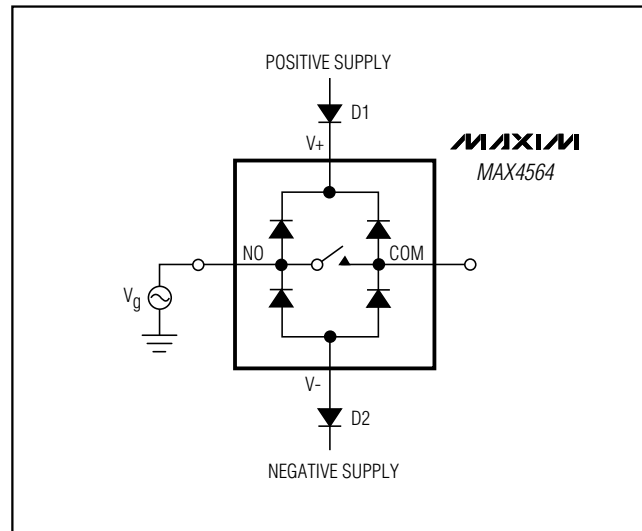 POSITIVE SUPPLY
D1
V+
MAXIM
MAX4564
NO
COM
Vg
V-
D2
NEGATIVE SUPPLY